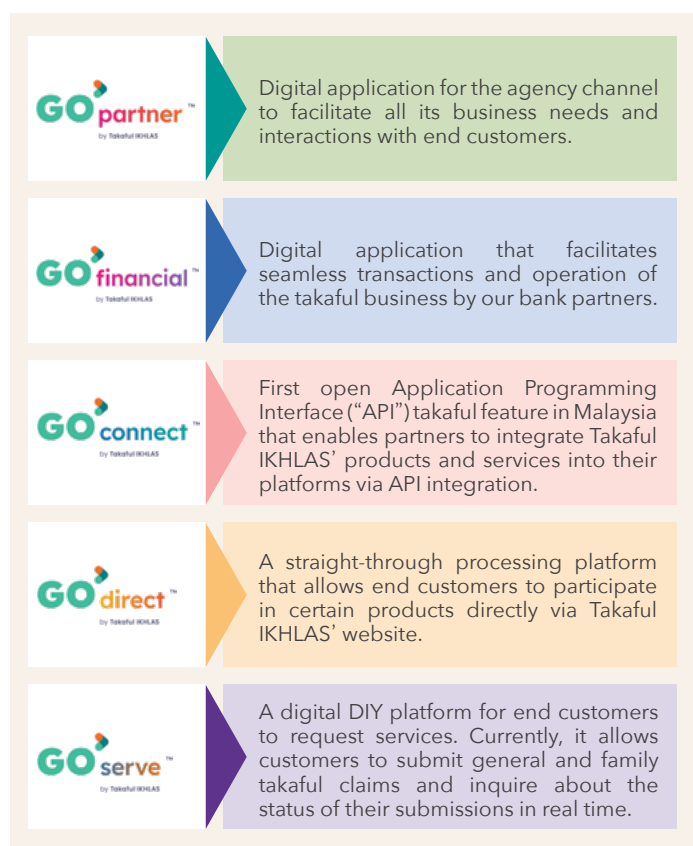 GO partner ™
by Takaful IKHLAS
Digital application for the agency channel
to facilitate all its business needs and
interactions with end customers.
GO financial ™
by Takaful IKHLAS
Digital application that facilitates
seamless transactions and operation of
the takaful business by our bank partners.
GO connect ™
by Takaful IKHLAS
First open Application Programming
Interface (“API”) takaful feature in Malaysia
that enables partners to integrate Takaful
IKHLAS’ products and services into their
platforms via API integration.
GO direct ™
by Takaful IKHLAS
A straight-through processing platform
that allows end customers to participate
in certain products directly via Takaful
IKHLAS’ website.
GO serve ™
by Takaful IKHLAS
A digital DIY platform for end customers
to request services. Currently, it allows
customers to submit general and family
takaful claims and inquire about the
status of their submissions in real time.